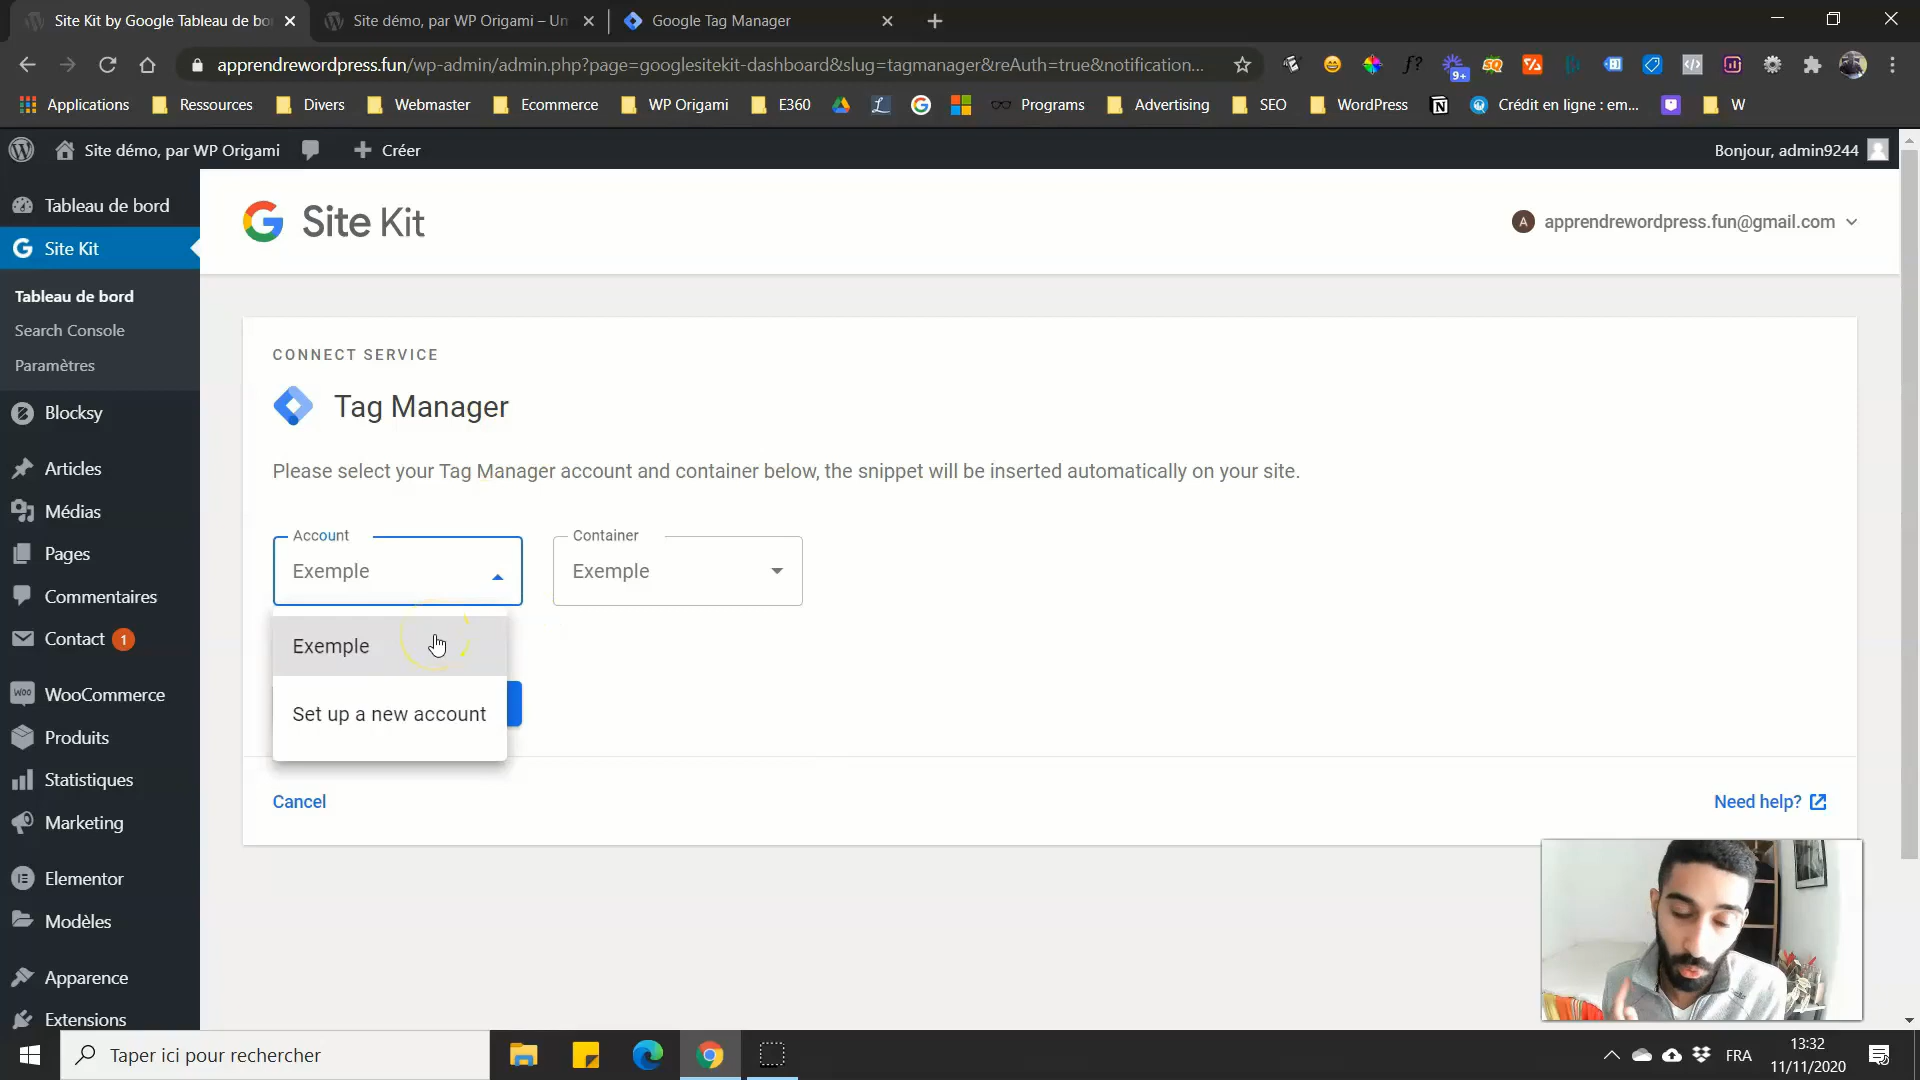 Site Kit by Google Tableau de bo
Site démo, par WP Origami – Un
Google Tag Manager
apprendrewordpress.fun/wp-admin/admin.php?page=googlesitekit-dashboard&slug=tagmanager&reAuth=true&notification...
9+
Applications
Ressources
Divers
Webmaster
Ecommerce
WP Origami
E360
Programs
Advertising
SEO
WordPress
Crédit en ligne : em...
W
Site démo, par WP Origami
Créer
Bonjour, admin9244
Tableau de bord
Site Kit
Tableau de bord
Search Console
Paramètres
Blocksy
Articles
Médias
Pages
Commentaires
Contact 1
WooCommerce
Produits
Statistiques
Marketing
Elementor
Modèles
Apparence
Extensions
Site Kit
A apprendrewordpress.fun@gmail.com
CONNECT SERVICE
Tag Manager
Please select your Tag Manager account and container below, the snippet will be inserted automatically on your site.
Account
Exemple
Container
Exemple
Exemple
Set up a new account
Cancel
Need help?
Taper ici pour rechercher
FRA
13:32
11/11/2020